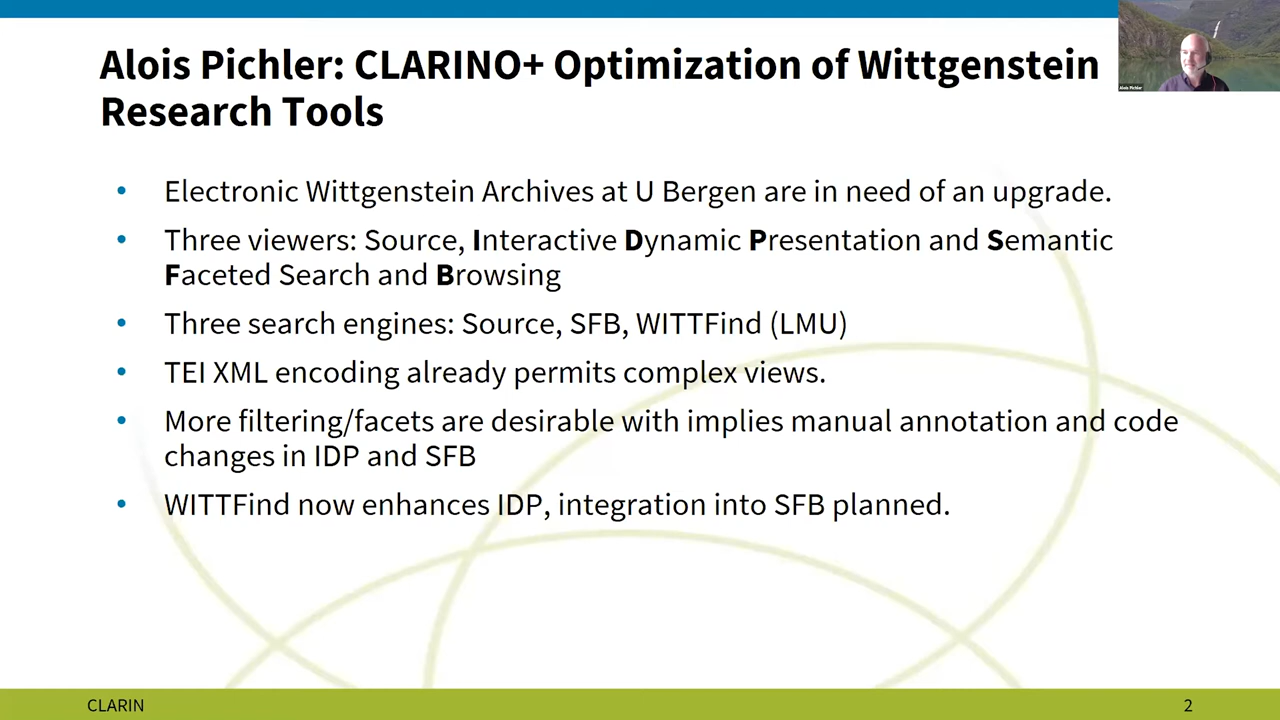 Alois Pichler: CLARINO+ Optimization of Wittgenstein
Research Tools
Alois Pichler
• Electronic Wittgenstein Archives at U Bergen are in need of an upgrade.
• Three viewers: Source, Interactive Dynamic Presentation and Semantic
Faceted Search and Browsing
• Three search engines: Source, SFB, WITTFind (LMU)
• TEI XML encoding already permits complex views.
• More filtering/facets are desirable with implies manual annotation and code
changes in IDP and SFB
• WITTFind now enhances IDP, integration into SFB planned.
CLARIN
2